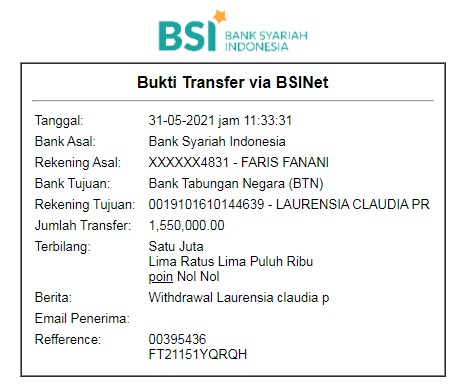 BSI BANK SYARIAH
INDONESIA
Bukti Transfer via BSINet
Tanggal: 31-05-2021 jam 11:33:31
Bank Asal: Bank Syariah Indonesia
Rekening Asal: XXXXXX4831 - FARIS FANANI
Bank Tujuan: Bank Tabungan Negara (BTN)
Rekening Tujuan: 0019101610144639 - LAURENSIA CLAUDIA PR
Jumlah Transfer: 1,550,000.00
Terbilang: Satu Juta
Lima Ratus Lima Puluh Ribu
poin Nol Nol
Berita: Withdrawal Laurensia claudia p
Email Penerima:
Refference: 00395436
FT21151YQRQH